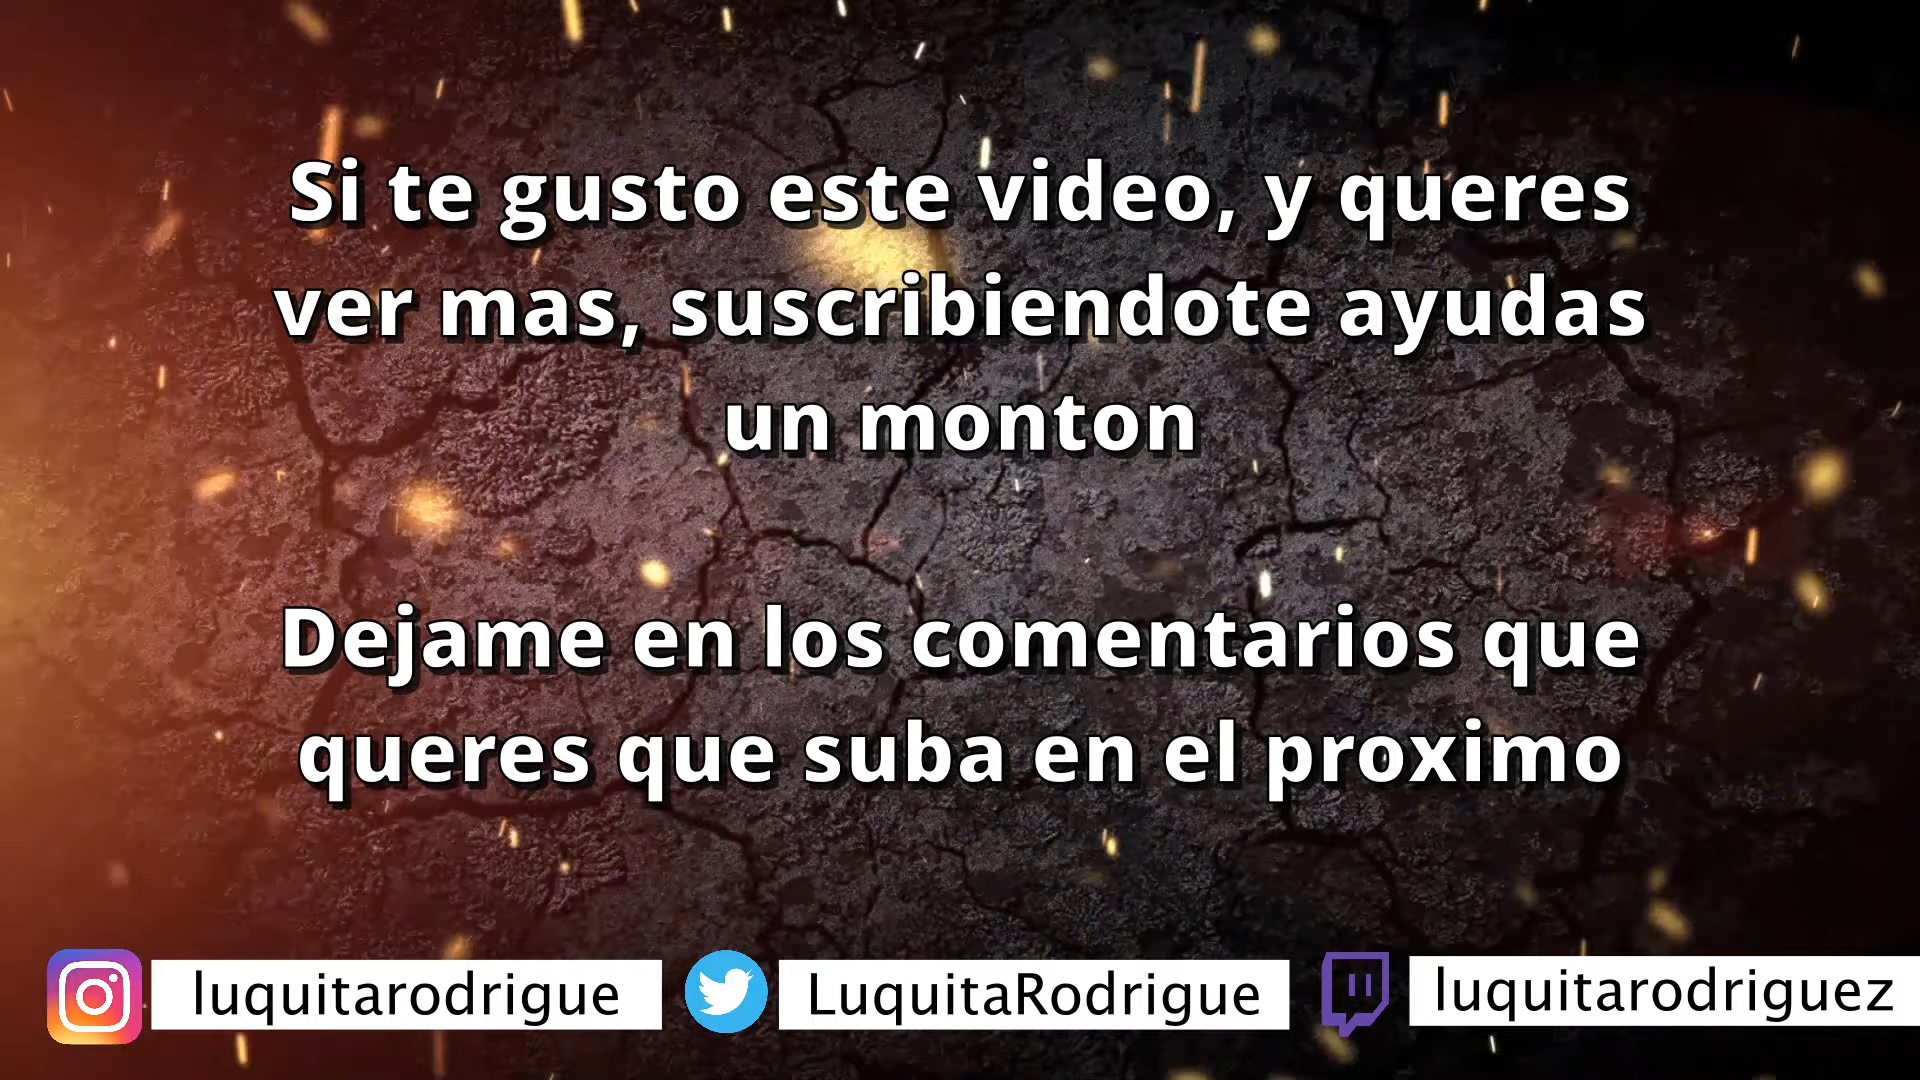 Si te gusto este video, y queres
ver mas, suscribiendote ayudas
un monton
Dejame en los comentarios que
queres que suba en el proximo
luquitarodrigue
LuquitaRodrigue
luquitarodriguez